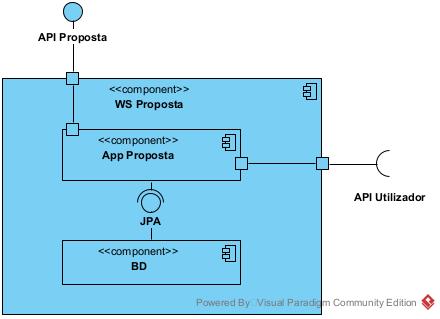 API Proposta
<<component>>
WS Proposta
<<component>>
App Proposta
API Utilizador
JPA
<<component>>
BD
Powered By Visual Paradigm Community Edition